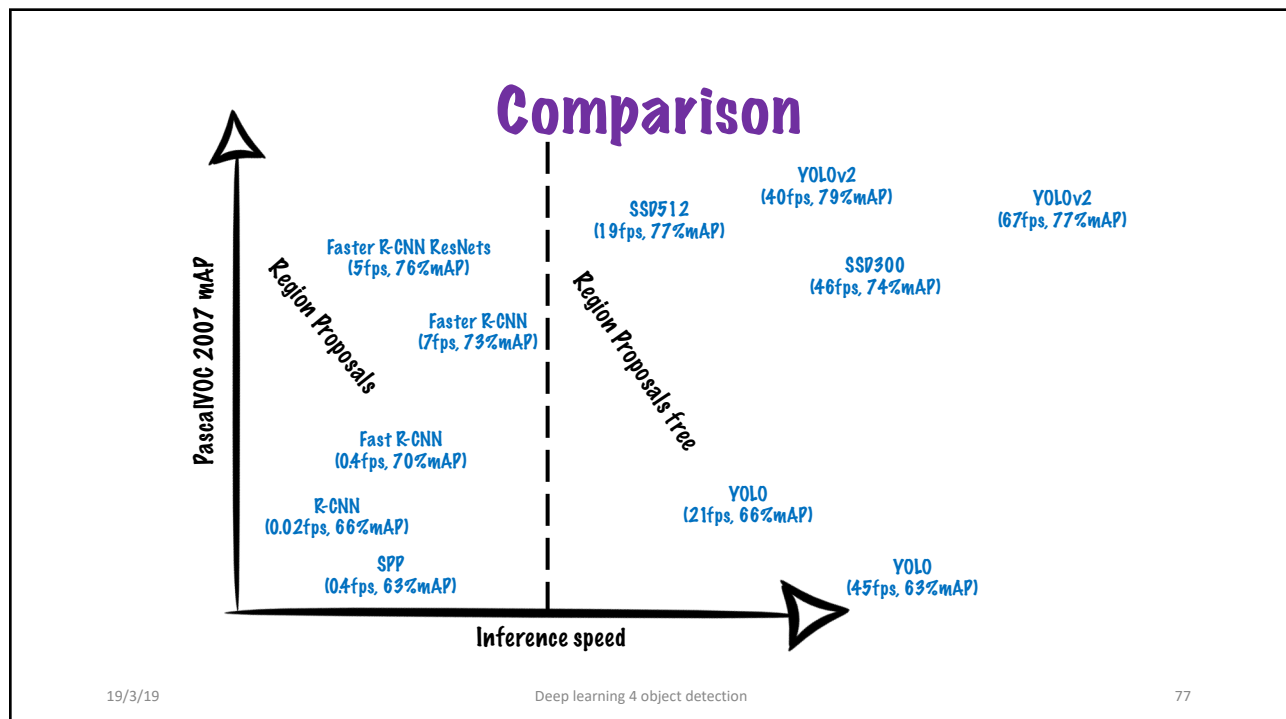 Comparison
YOLOv2
(40fps, 79%mAP)
YOLOv2
(67fps, 77%mAP)
SSD512
(19fps, 77%mAP)
Faster R-CNN ResNets
(5fps, 76%mAP)
SSD300
(46fps, 74%mAP)
Region Proposals
Region Proposals free
Faster R-CNN
(7fps, 73%mAP)
PascalVOC 2007 mAP
Fast R-CNN
(0.4fps, 70%mAP)
R-CNN
(0.02fps, 66%mAP)
YOLO
(21fps, 66%mAP)
SPP
(0.4fps, 63%mAP)
YOLO
(45fps, 63%mAP)
Inference speed
19/3/19
Deep learning 4 object detection
77